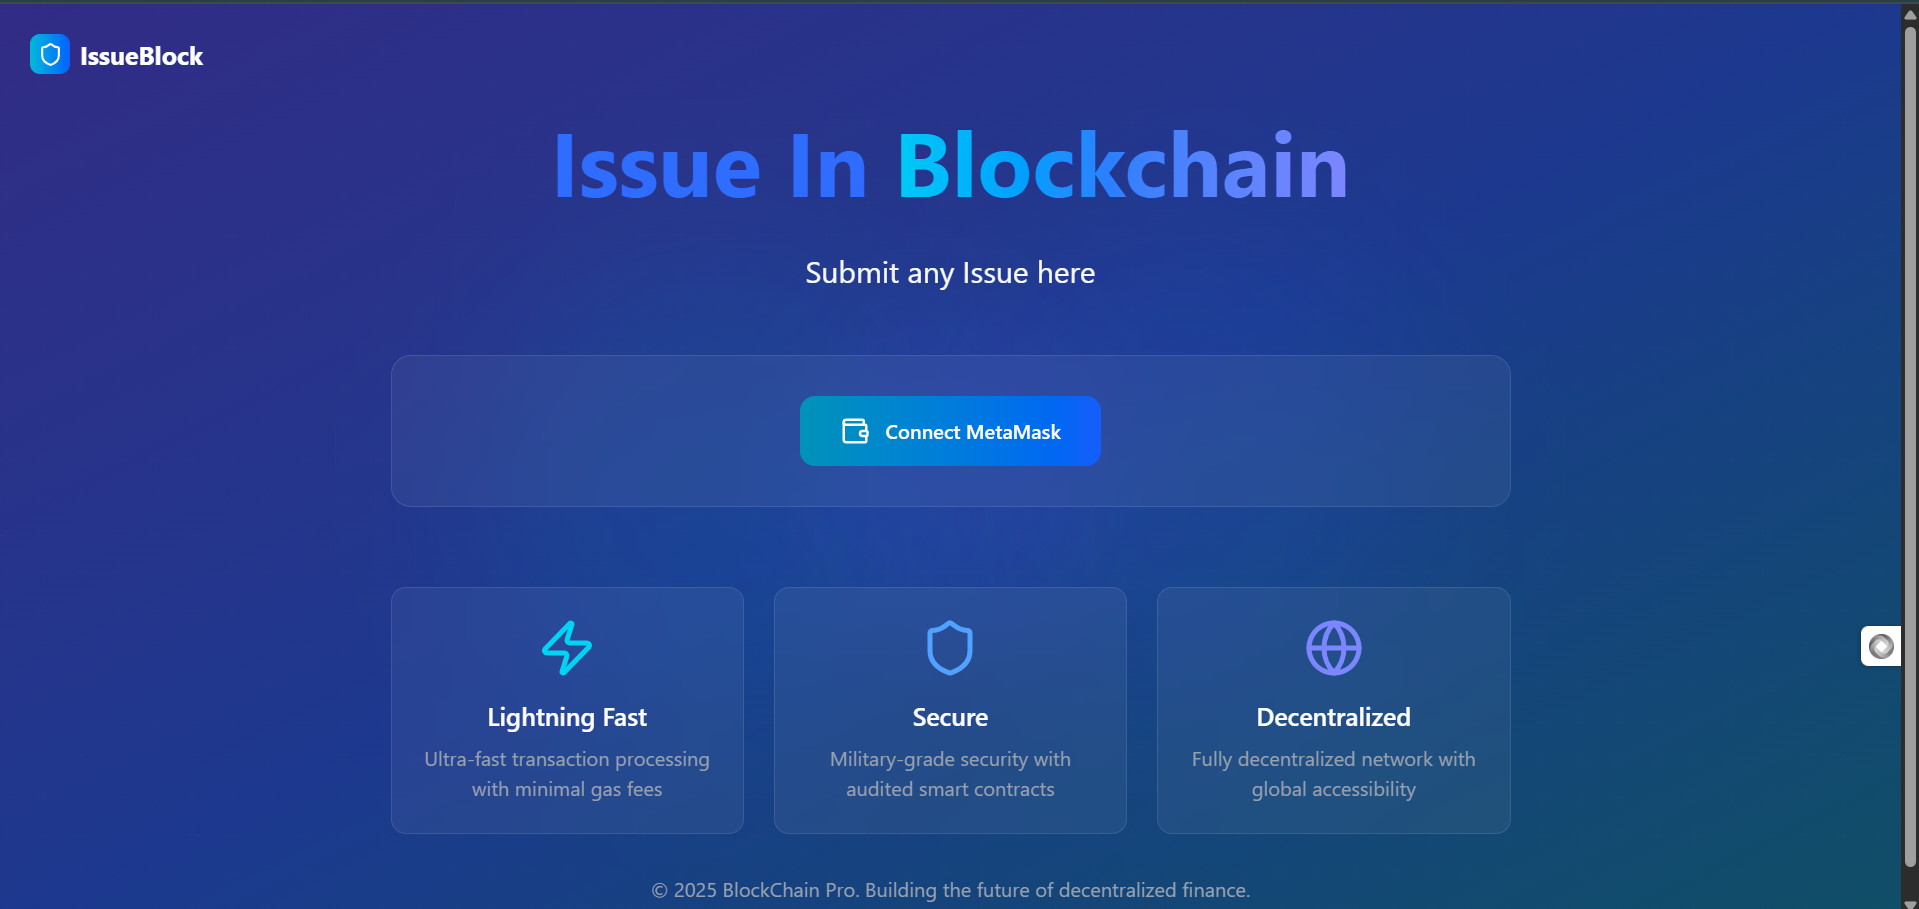 IssueBlock
Issue In Blockchain
Submit any Issue here
Connect MetaMask
Lightning Fast
Ultra-fast transaction processing
with minimal gas fees
Secure
Military-grade security with
audited smart contracts
Decentralized
Fully decentralized network with
global accessibility
© 2025 BlockChain Pro. Building the future of decentralized finance.